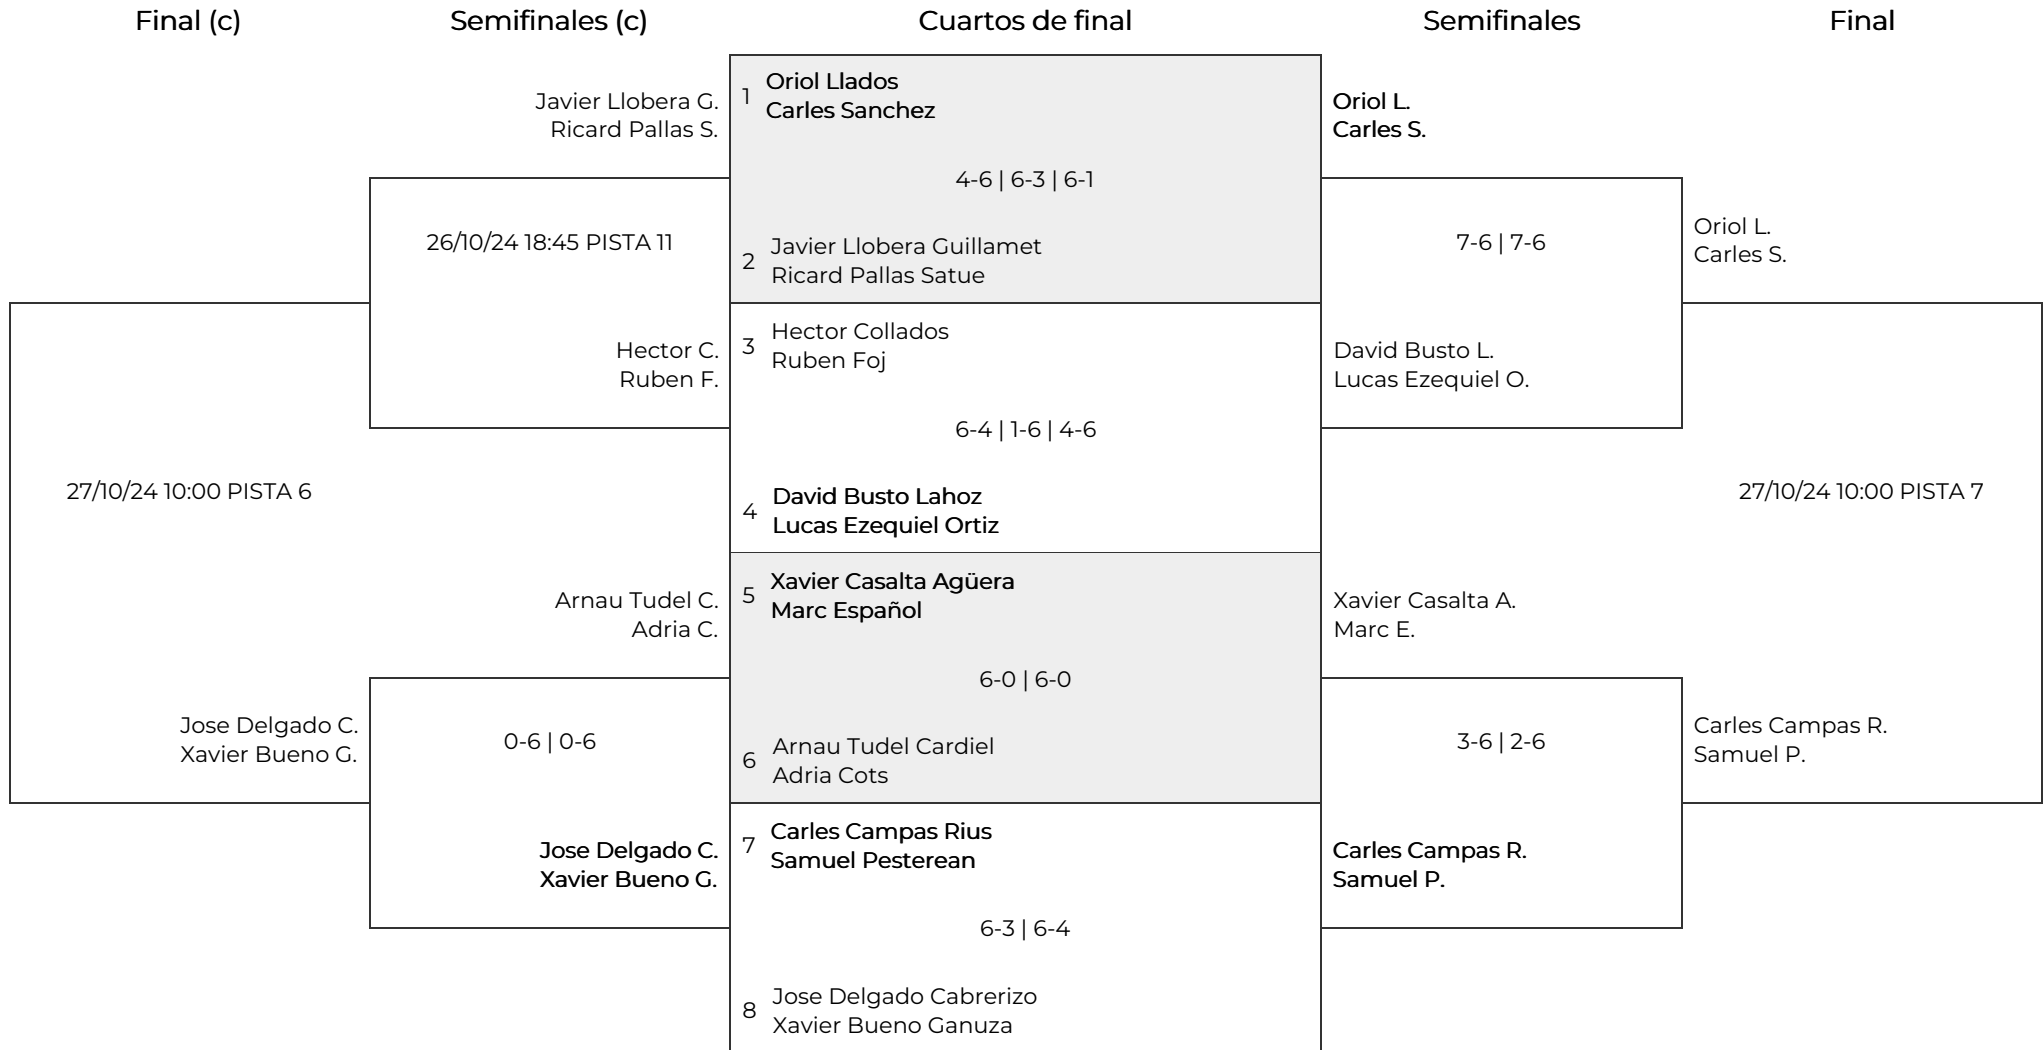 Final (c)
Semifinales (c)
Cuartos de final
Semifinales
Final
Javier Llobera G.
Ricard Pallas S.
26/10/24 18:45 PISTA 11
Hector C.
Ruben F.
27/10/24 10:00 PISTA 6
Arnau Tudel C.
Adria C.
Jose Delgado C.
Xavier Bueno G.
0-6 | 0-6
Jose Delgado C.
Xavier Bueno G.
1
Oriol Llados
Carles Sanchez
4-6 | 6-3 | 6-1
2
Javier Llobera Guillamet
Ricard Pallas Satue
3
Hector Collados
Ruben Foj
6-4 | 1-6 | 4-6
4
David Busto Lahoz
Lucas Ezequiel Ortiz
5
Xavier Casalta Agüera
Marc Español
6-0 | 6-0
6
Arnau Tudel Cardiel
Adria Cots
7
Carles Campas Rius
Samuel Pesterean
6-3 | 6-4
8
Jose Delgado Cabrerizo
Xavier Bueno Ganuza
Oriol L.
Carles S.
7-6 | 7-6
David Busto L.
Lucas Ezequiel O.
Oriol L.
Carles S.
27/10/24 10:00 PISTA 7
Xavier Casalta A.
Marc E.
3-6 | 2-6
Carles Campas R.
Samuel P.
Carles Campas R.
Samuel P.